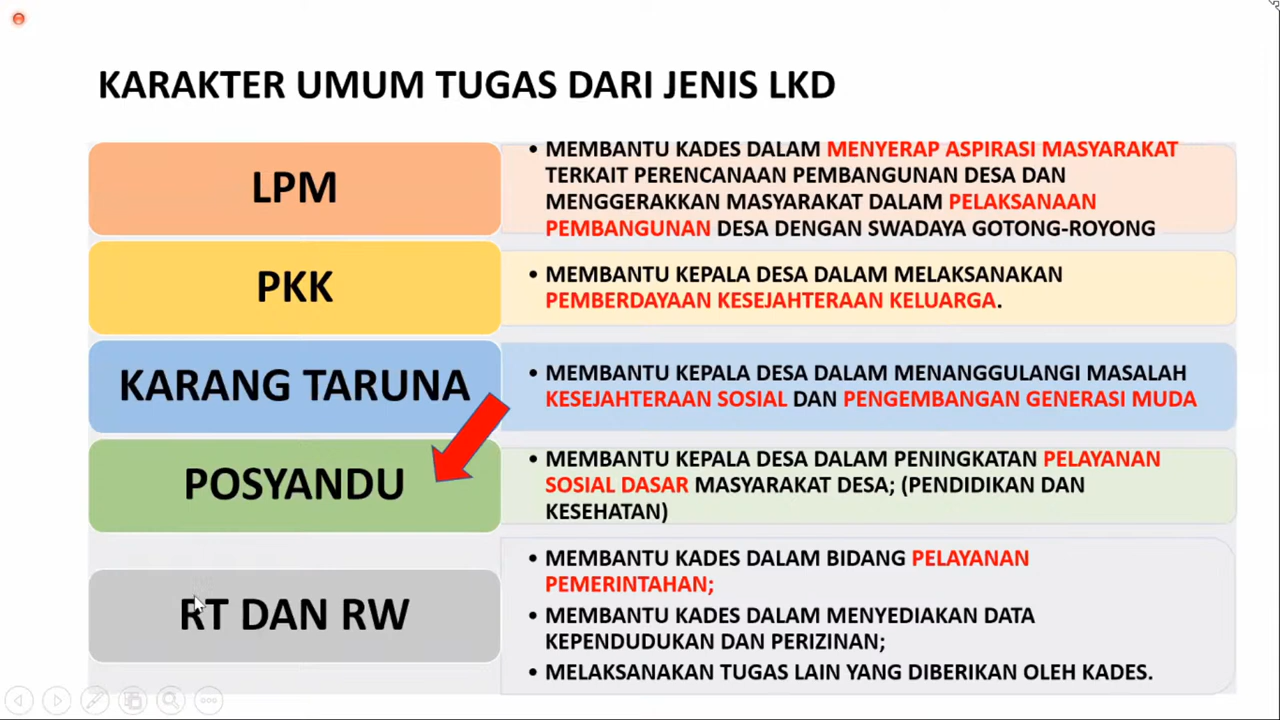 KARAKTER UMUM TUGAS DARI JENIS LKD
LPM
• MEMBANTU KADES DALAM MENYERAP ASPIRASI MASYARAKAT
TERKAIT PERENCANAAN PEMBANGUNAN DESA DAN
MENGGERAKKAN MASYARAKAT DALAM PELAKSANAAN
PEMBANGUNAN DESA DENGAN SWADAYA GOTONG-ROYONG
PKK
• MEMBANTU KEPALA DESA DALAM MELAKSANAKAN
PEMBERDAYAAN KESEJAHTERAAN KELUARGA.
KARANG TARUNA
• MEMBANTU KEPALA DESA DALAM MENANGGULANGI MASALAH
KESEJAHTERAAN SOSIAL DAN PENGEMBANGAN GENERASI MUDA
POSYANDU
• MEMBANTU KEPALA DESA DALAM PENINGKATAN PELAYANAN
SOSIAL DASAR MASYARAKAT DESA; (PENDIDIKAN DAN
KESEHATAN)
RT DAN RW
• MEMBANTU KADES DALAM BIDANG PELAYANAN
PEMERINTAHAN;
• MEMBANTU KADES DALAM MENYEDIAKAN DATA
KEPENDUDUKAN DAN PERIZINAN;
• MELAKSANAKAN TUGAS LAIN YANG DIBERIKAN OLEH KADES.